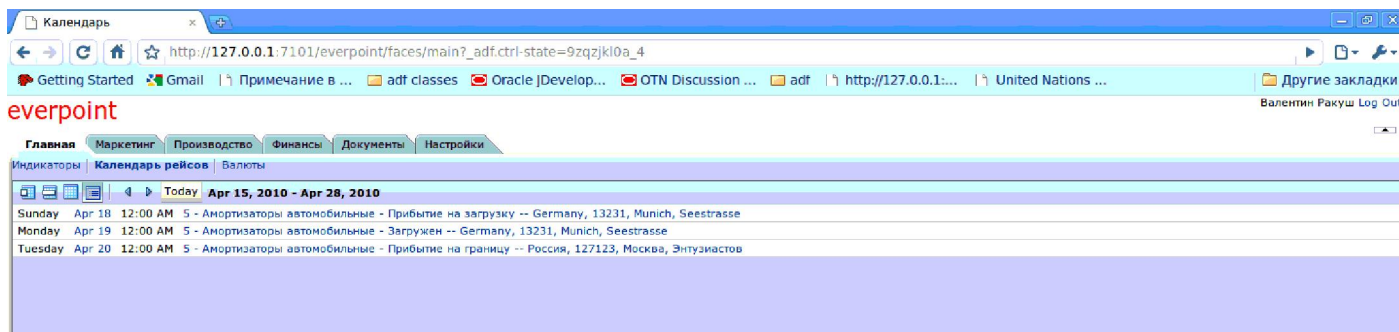 Календарь
http://127.0.0.1:7101/everpoint/faces/main?_adf.ctrl-state=9zqzjkl0a_4
Getting Started Gmail Примечание в ... adf classes Oracle JDevelop... OTN Discussion ... adf http://127.0.0.1:... United Nations ... Другие закладки
everpoint
Валентин Ракуш Log Out
Главная Маркетинг Производство Финансы Документы Настройки
Индикаторы Календарь рейсов Валюты
Today Apr 15, 2010 - Apr 28, 2010
Sunday Apr 18 12:00 AM 5 - Амортизаторы автомобильные - Прибытие на загрузку -- Germany, 13231, Munich, Seestrasse
Monday Apr 19 12:00 AM 5 - Амортизаторы автомобильные - Загружен -- Germany, 13231, Munich, Seestrasse
Tuesday Apr 20 12:00 AM 5 - Амортизаторы автомобильные - Прибытие на границу -- Россия, 127123, Москва, Энтузиастов